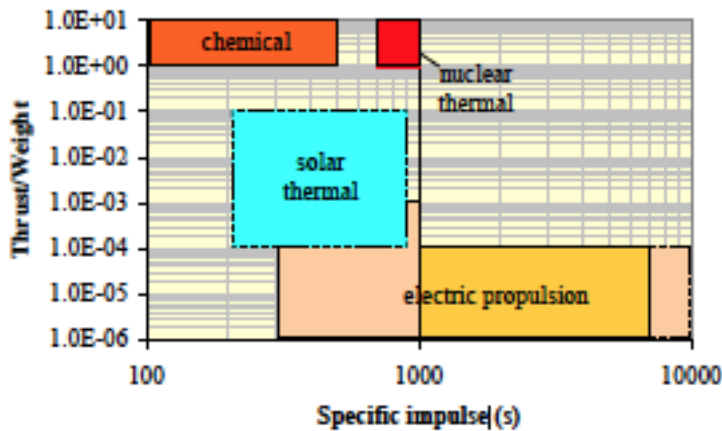 1.0E+01
chemical
1.0E+00
nuclear
thermal
1.0E-01
1.0E-02
solar
thermal
1.0E-03
1.0E-04
1.0E-05
electric propulsion
1.0E-06
Thrust/Weight
100
1000
10000
Specific impulse (s)